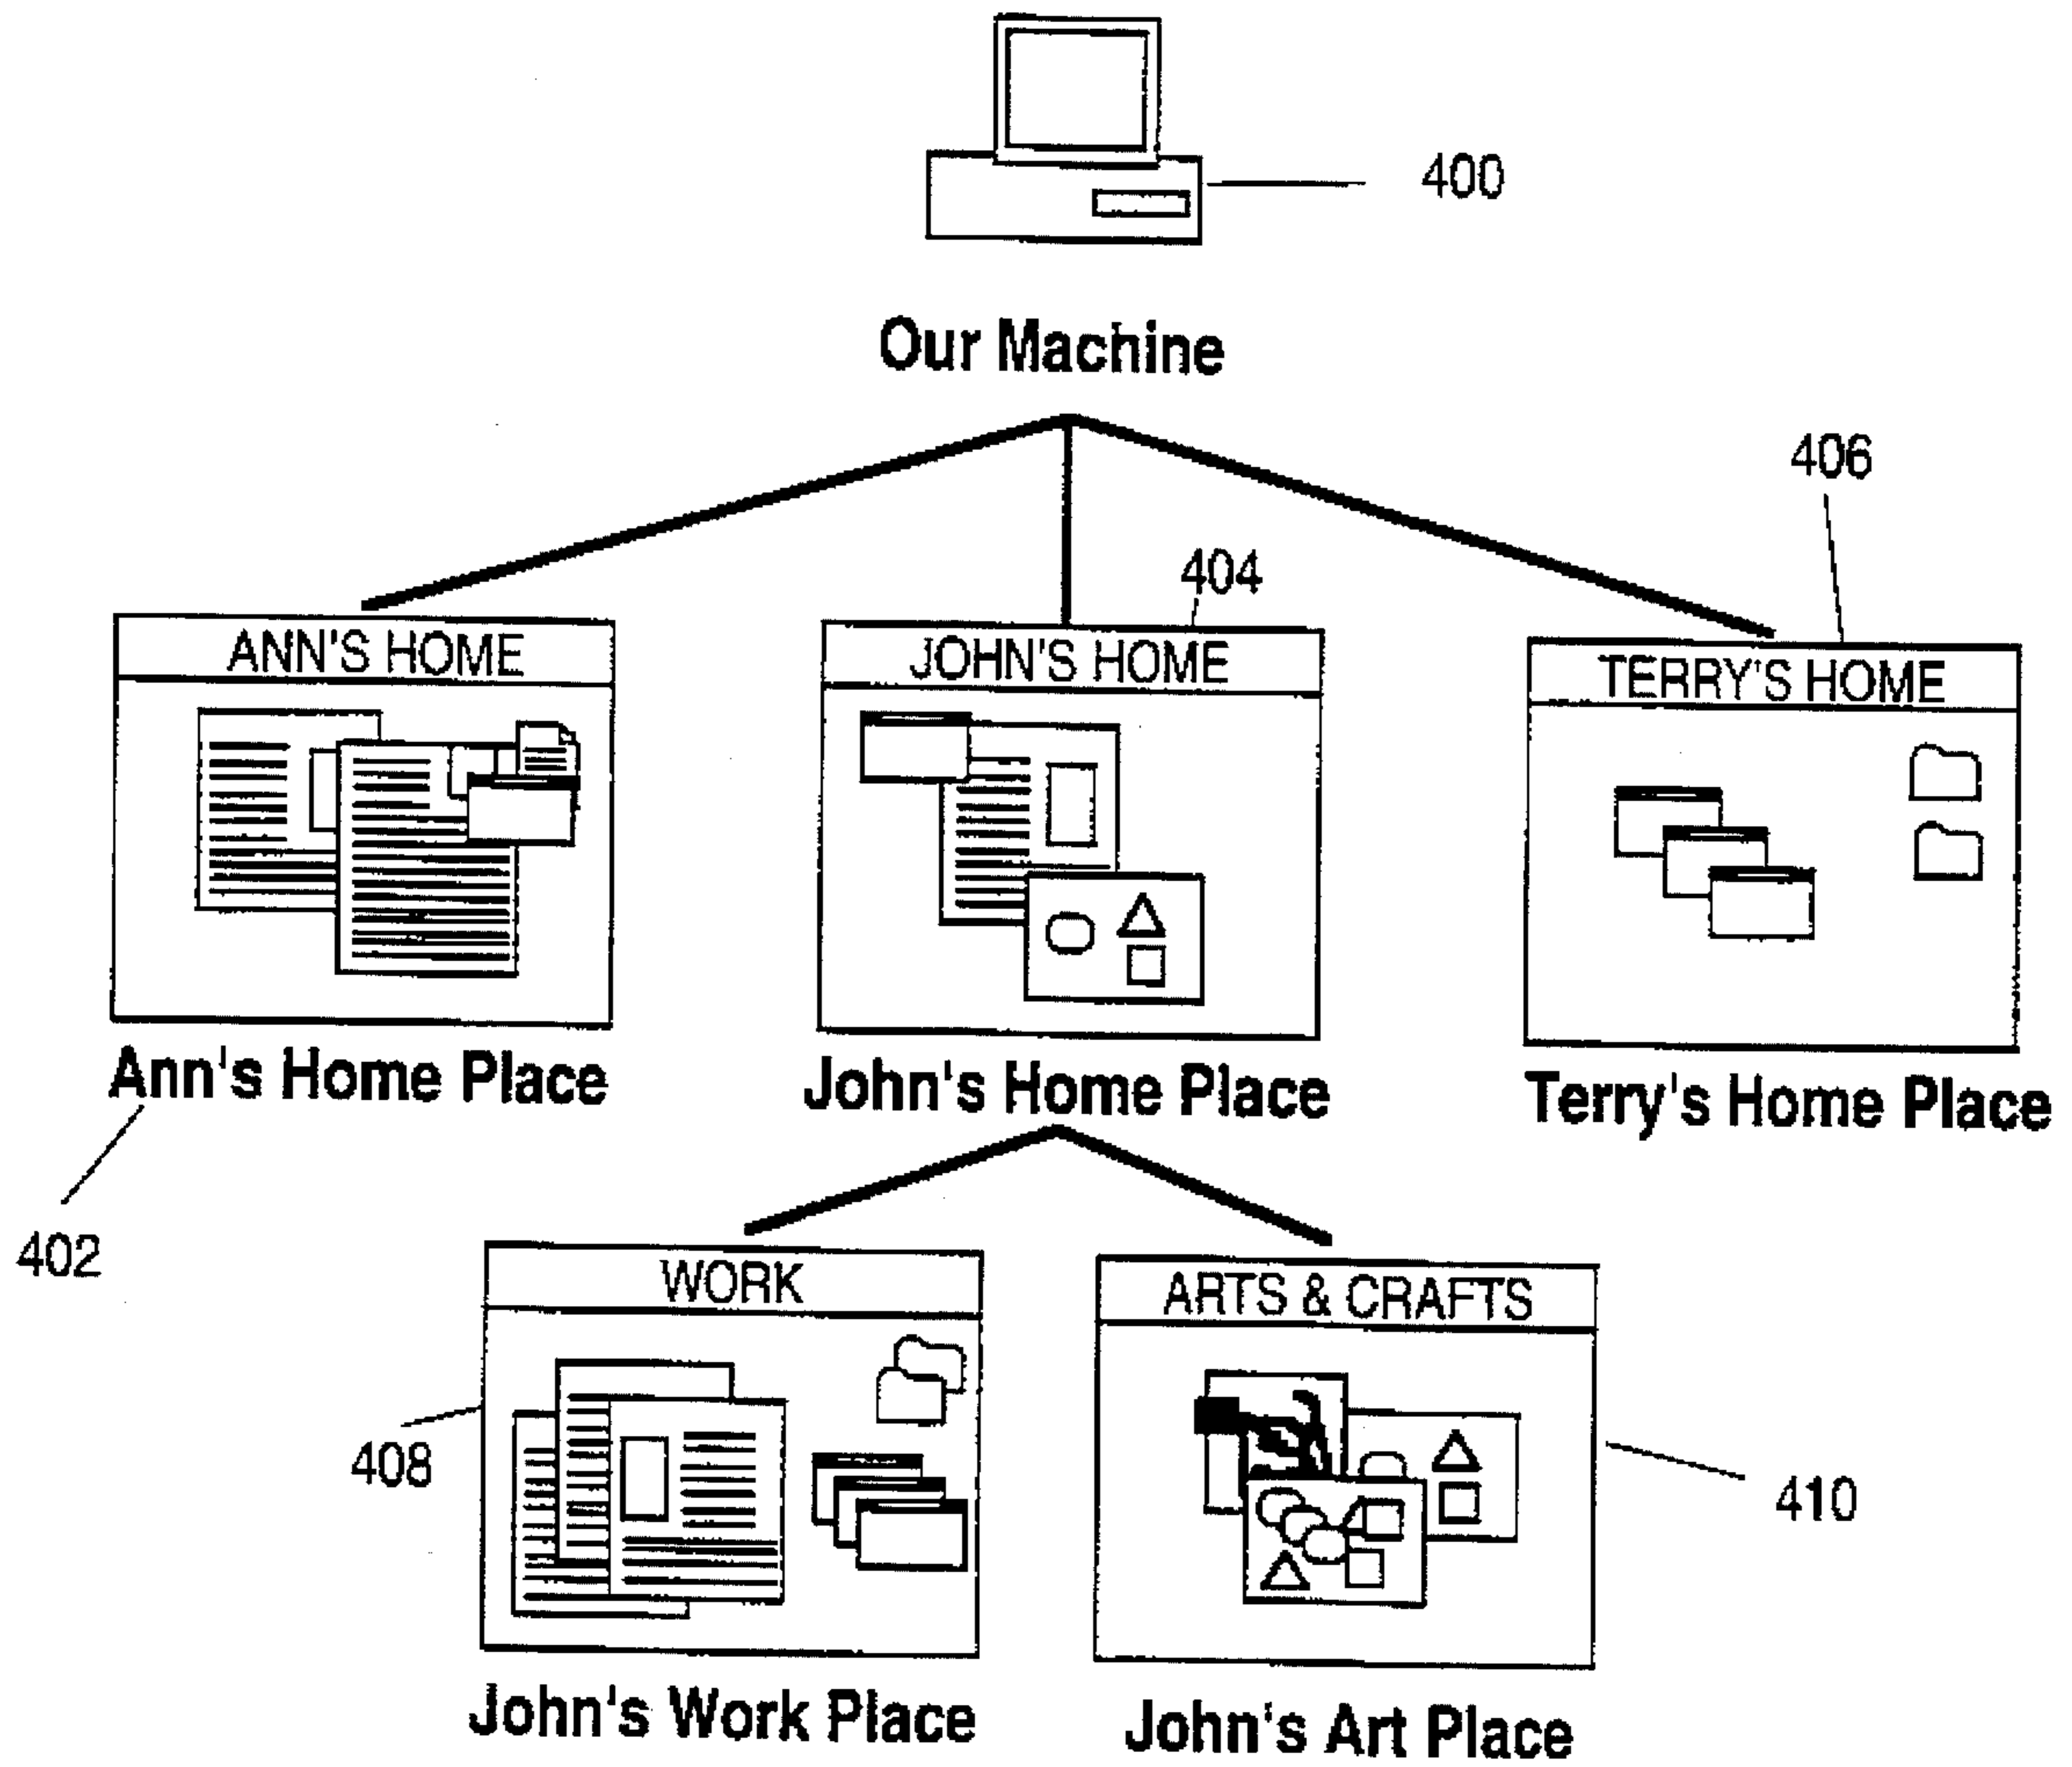 400
Our Machine
406
404
ANN'S HOME
JOHN'S HOME
TERRY'S HOME
Ann's Home Place
John's Home Place
Terry's Home Place
402
WORK
ARTS & CRAFTS
408
410
John's Work Place
John's Art Place